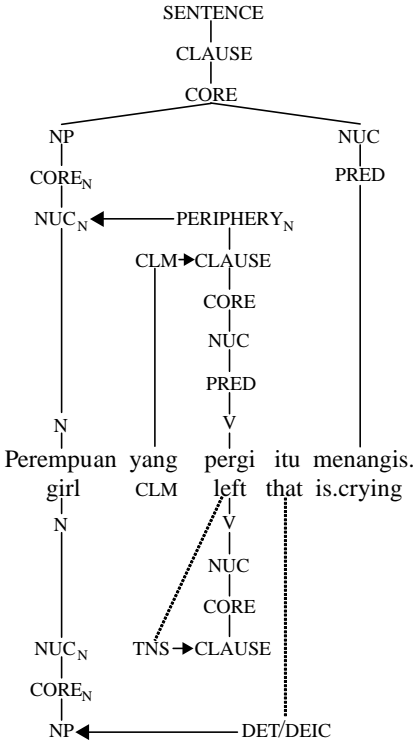 SENTENCE
CLAUSE
CORE
NP NUC
CORE_N PRED
NUC_N PERIPHERY_N
CLM CLAUSE
CORE
NUC
PRED
N V
Perempuan yang pergi itu menangis.
girl CLM left that is.crying
N V
NUC
CORE
NUC_N TNS CLAUSE
CORE_N
NP DET/DEIC